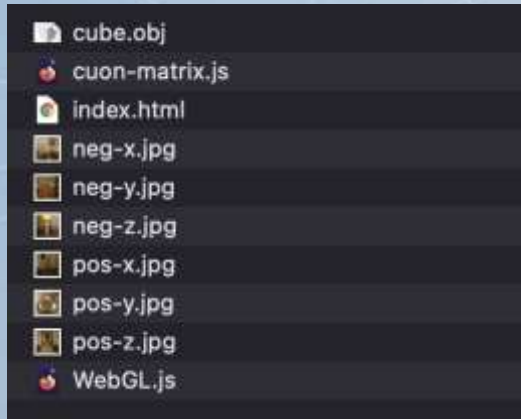 cube.obj
cuon-matrix.js
index.html
neg-x.jpg
neg-y.jpg
neg-z.jpg
pos-x.jpg
pos-y.jpg
pos-z.jpg
WebGL.js